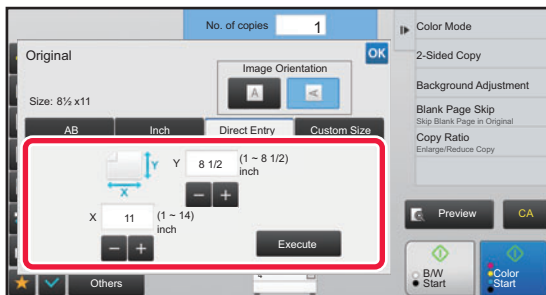 No. of copies 1
Original
OK
Image Orientation
A A
Size: 8½ x11
AB Inch Direct Entry Custom Size
Y
X
Y 8 1/2 (1 ~ 8 1/2)
inch
X 11 (1 ~ 14)
inch
Execute
Others
Color Mode
2-Sided Copy
Background Adjustment
Blank Page Skip
Skip Blank Page in Original
Copy Ratio
Enlarge/Reduce Copy
Preview CA
B/W
Start
Color
Start